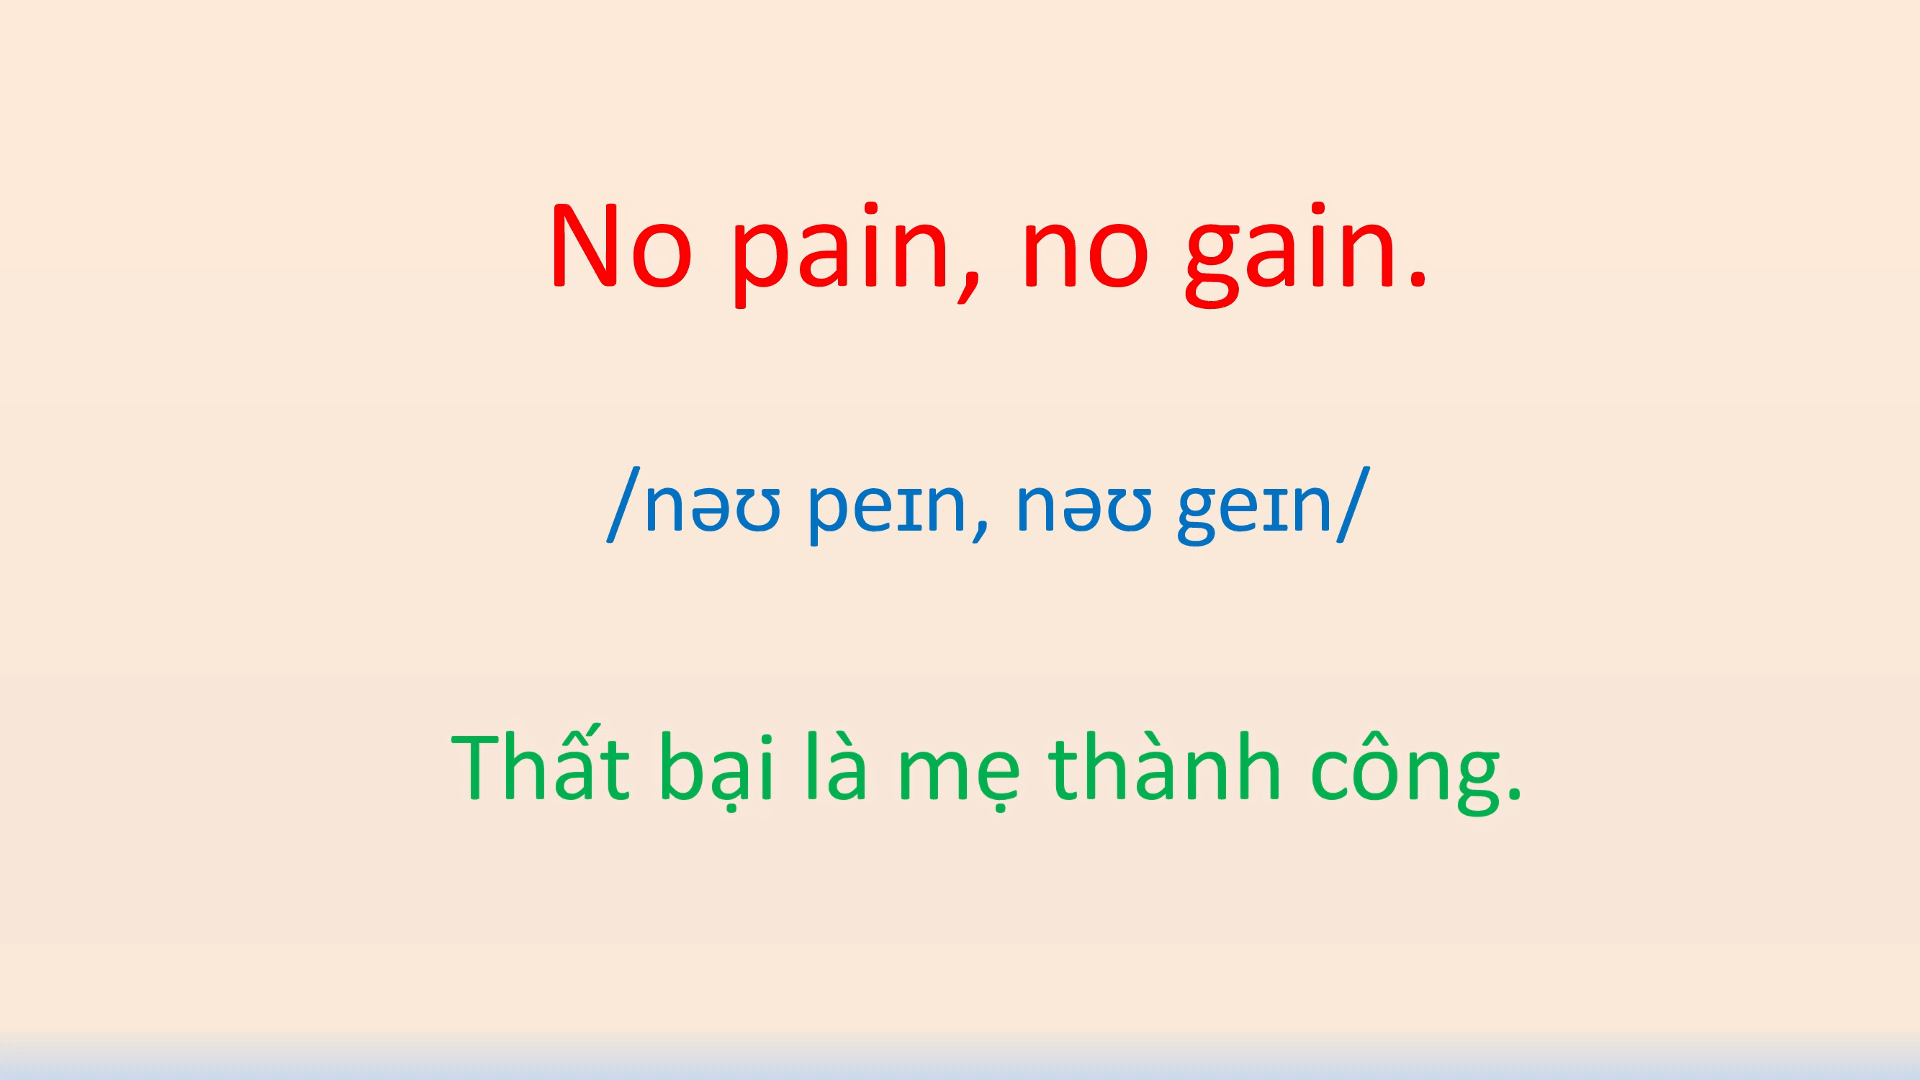 No pain, no gain.
/nəʊ peɪn, nəʊ geɪn/
Thất bại là mẹ thành công.